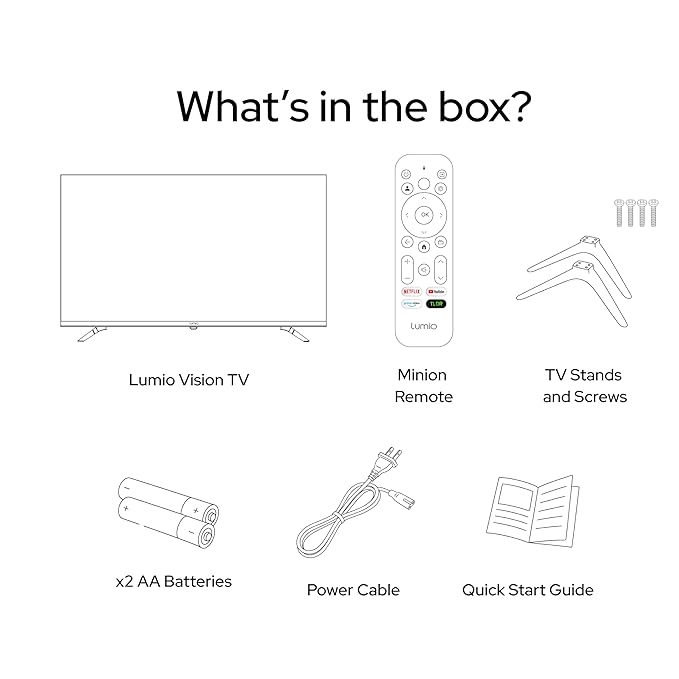 What's in the box?
OK
NETFLIX
YouTube
prime video
TLDR
Lumio
Lumio
Lumio Vision TV
Minion
Remote
TV Stands
and Screws
x2 AA Batteries
Power Cable
Quick Start Guide